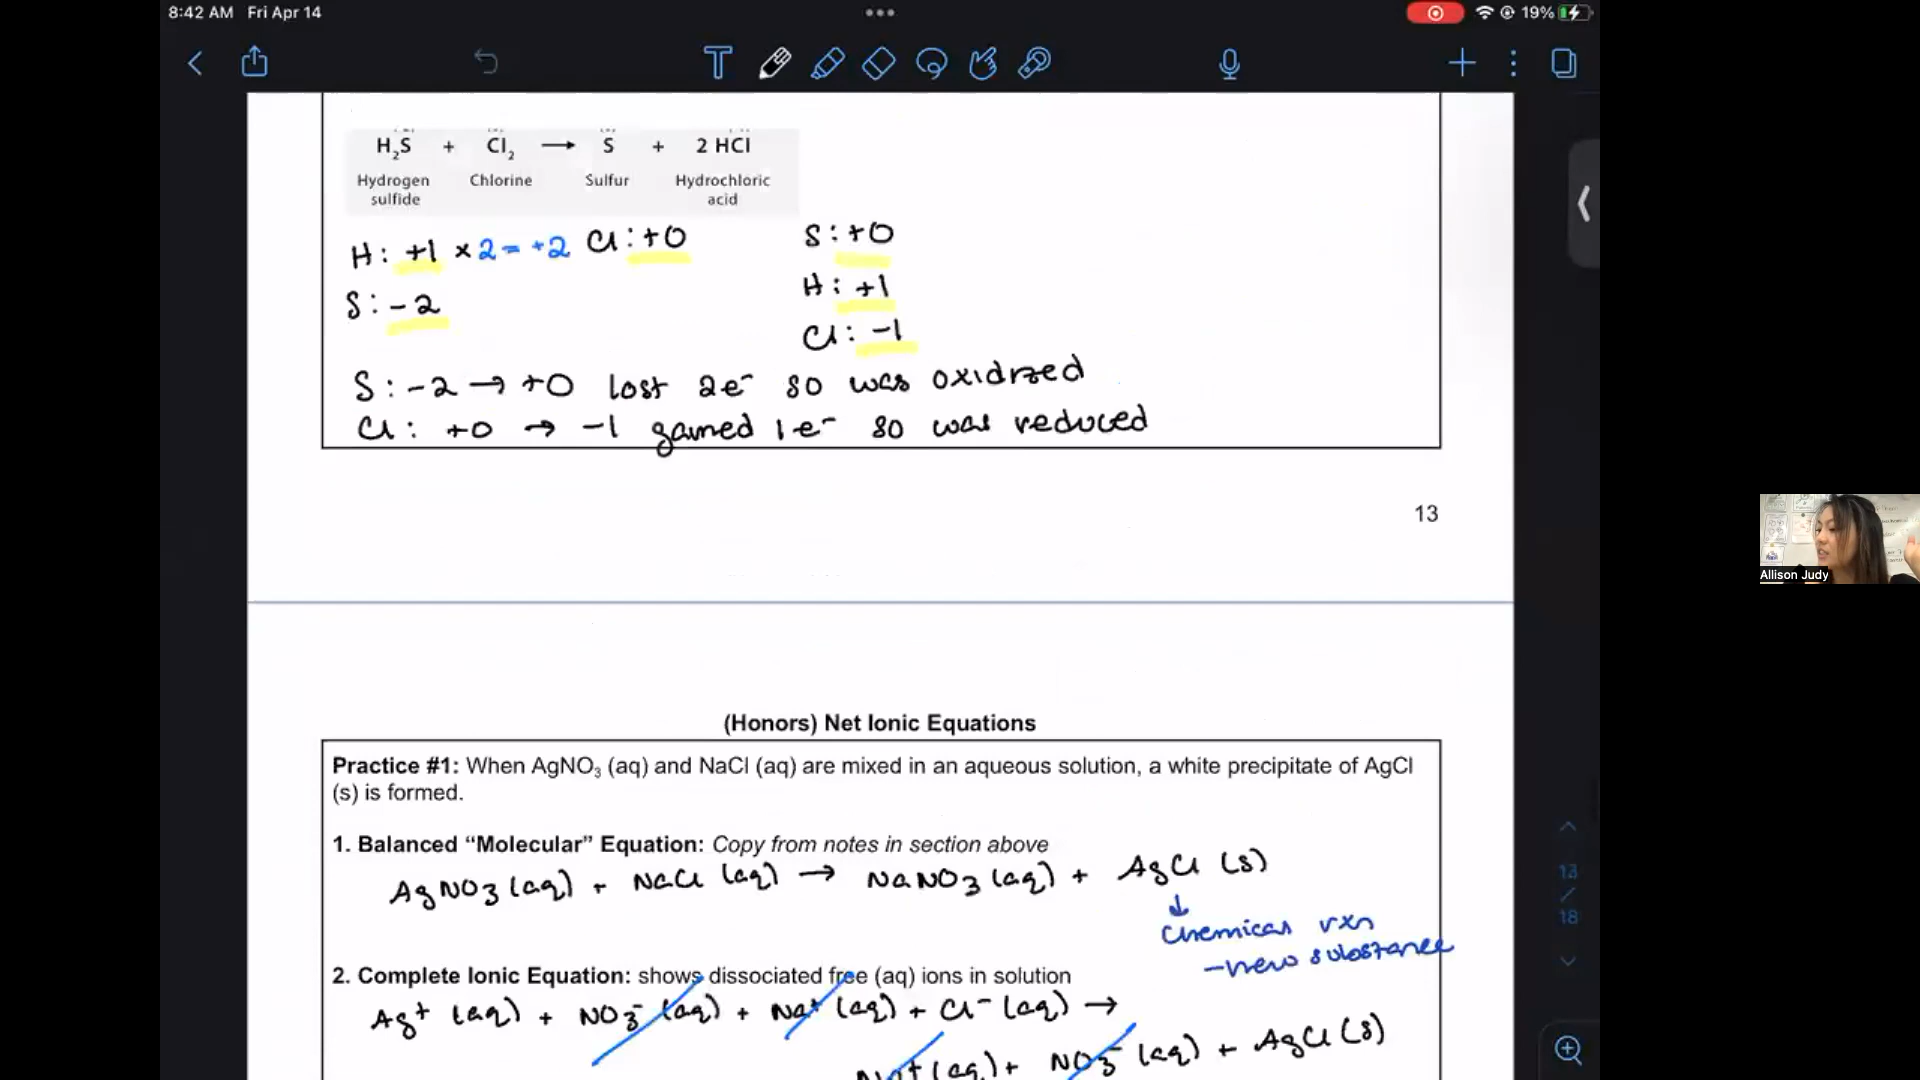 8:42 AM Fri Apr 14
19%
H₂S + Cl₂ → S + 2 HCl
Hydrogen sulfide Chlorine Sulfur Hydrochloric acid
H: +1 × 2 = +2 Cl: +0 S: +0
S: -2 H: +1
Cl: -1
S: -2 → +0 lost 2e⁻ so was oxidized
Cl: +0 → -1 gained 1e⁻ so was reduced
13
Allison Judy
(Honors) Net Ionic Equations
Practice #1: When AgNO₃ (aq) and NaCl (aq) are mixed in an aqueous solution, a white precipitate of AgCl
(s) is formed.
1. Balanced “Molecular” Equation: Copy from notes in section above
AgNO₃ (aq) + NaCl (aq) → NaNO₃ (aq) + AgCl (s)
↓
chemical rxn
-new substance
2. Complete Ionic Equation: shows dissociated free (aq) ions in solution
Ag⁺ (aq) + NO₃⁻ (aq) + Na⁺ (aq) + Cl⁻ (aq) →
Na⁺ (aq) + NO₃⁻ (aq) + AgCl (s)
13
/
18